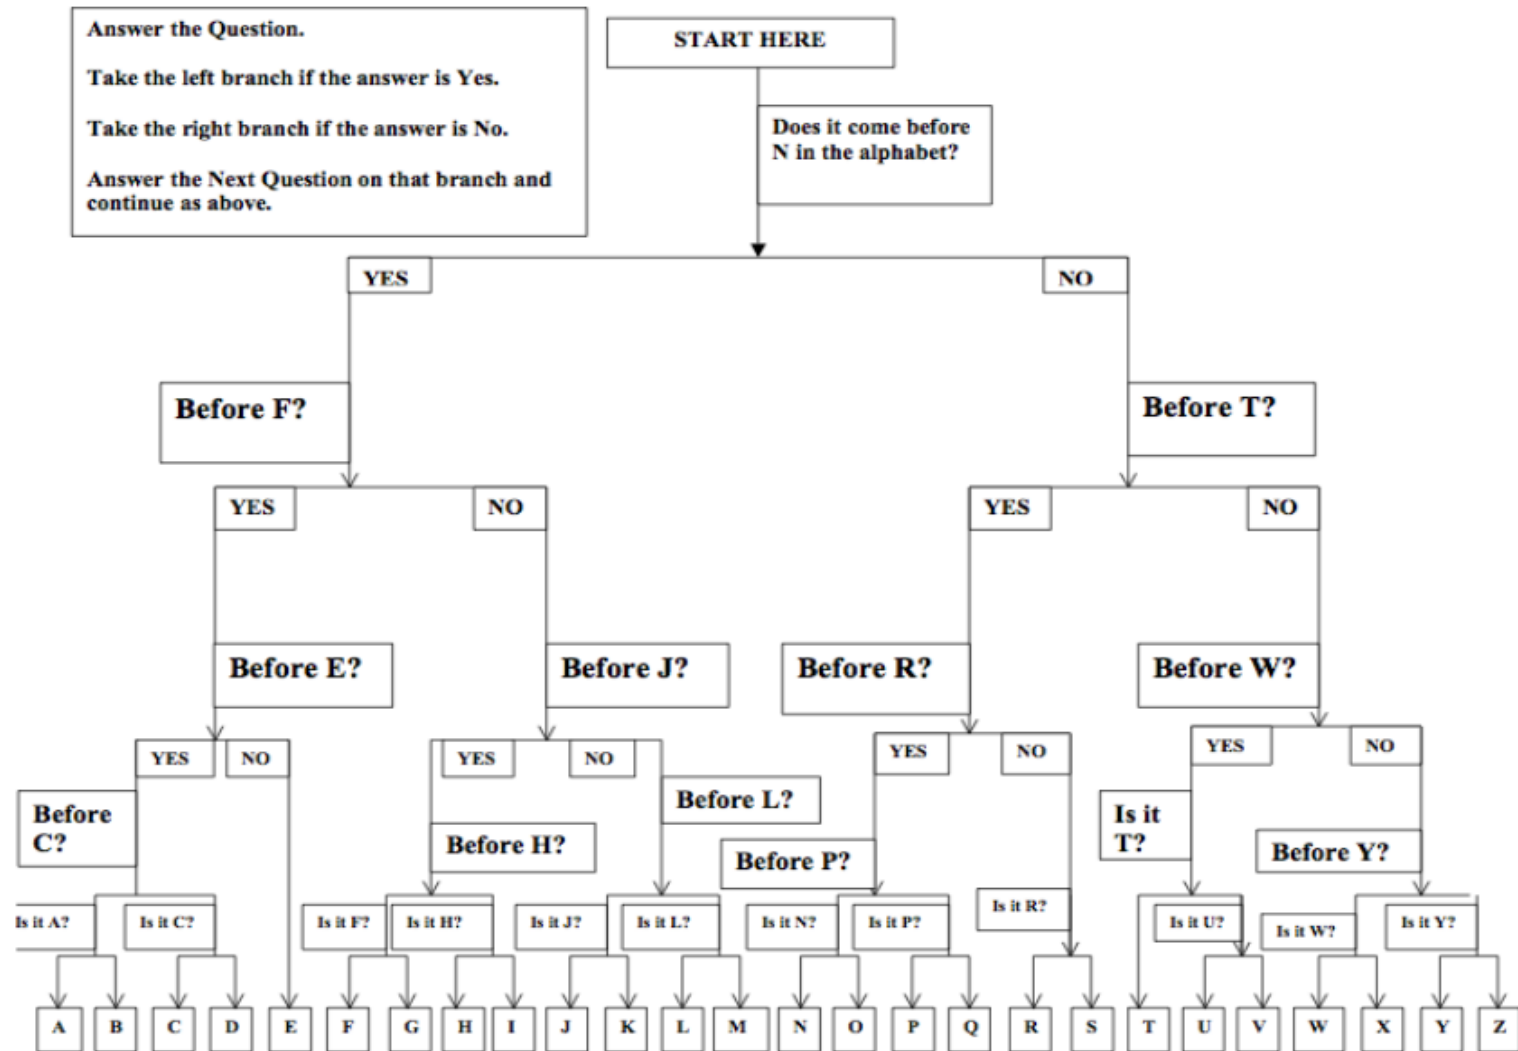 Answer the Question.
Take the left branch if the answer is Yes.
Take the right branch if the answer is No.
Answer the Next Question on that branch and
continue as above.
START HERE
Does it come before
N in the alphabet?
YES
NO
Before F?
Before T?
YES
NO
YES
NO
Before E?
Before J?
Before R?
Before W?
YES
NO
YES
NO
YES
NO
YES
NO
Before
C?
Before H?
Before L?
Before P?
Is it
T?
Before Y?
Is it A?
Is it C?
Is it F?
Is it H?
Is it J?
Is it L?
Is it N?
Is it P?
Is it R?
Is it U?
Is it W?
Is it Y?
A
B
C
D
E
F
G
H
I
J
K
L
M
N
O
P
Q
R
S
T
U
V
W
X
Y
Z